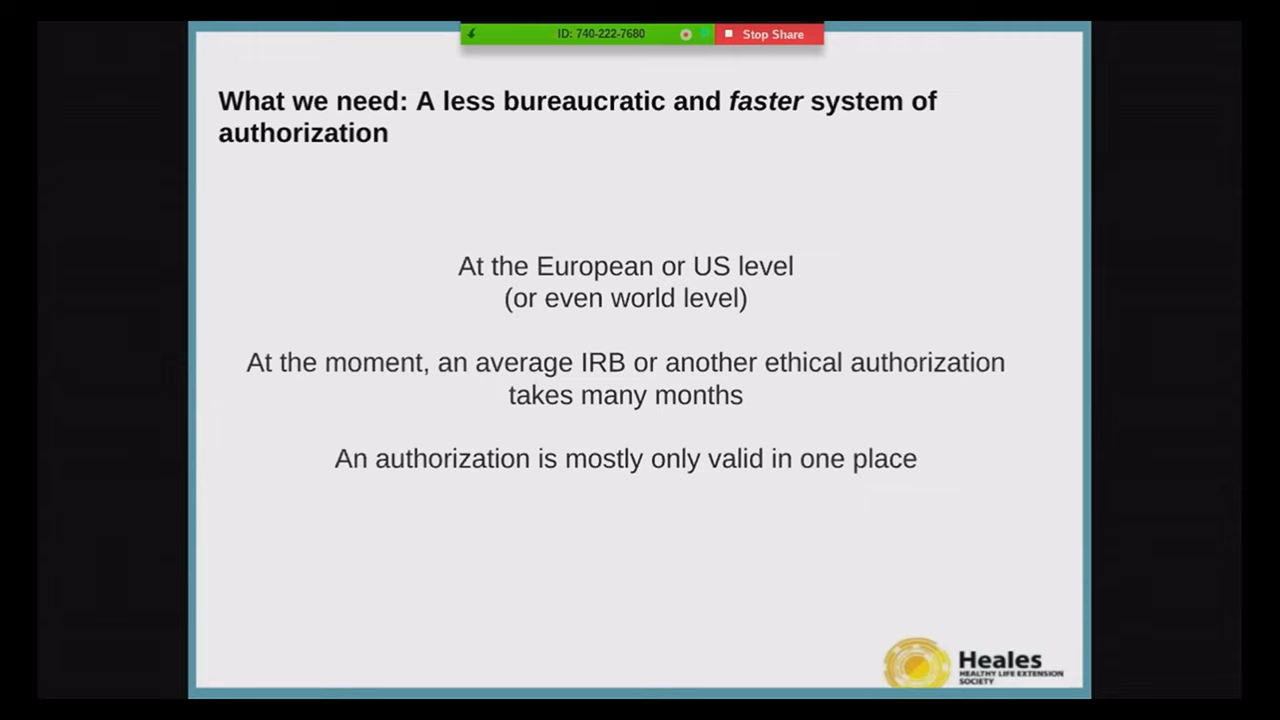 ID: 740-222-7680
Stop Share
What we need: A less bureaucratic and faster system of
authorization
At the European or US level
(or even world level)
At the moment, an average IRB or another ethical authorization
takes many months
An authorization is mostly only valid in one place
Heales
HEALTHY LIFE EXTENSION
SOCIETY